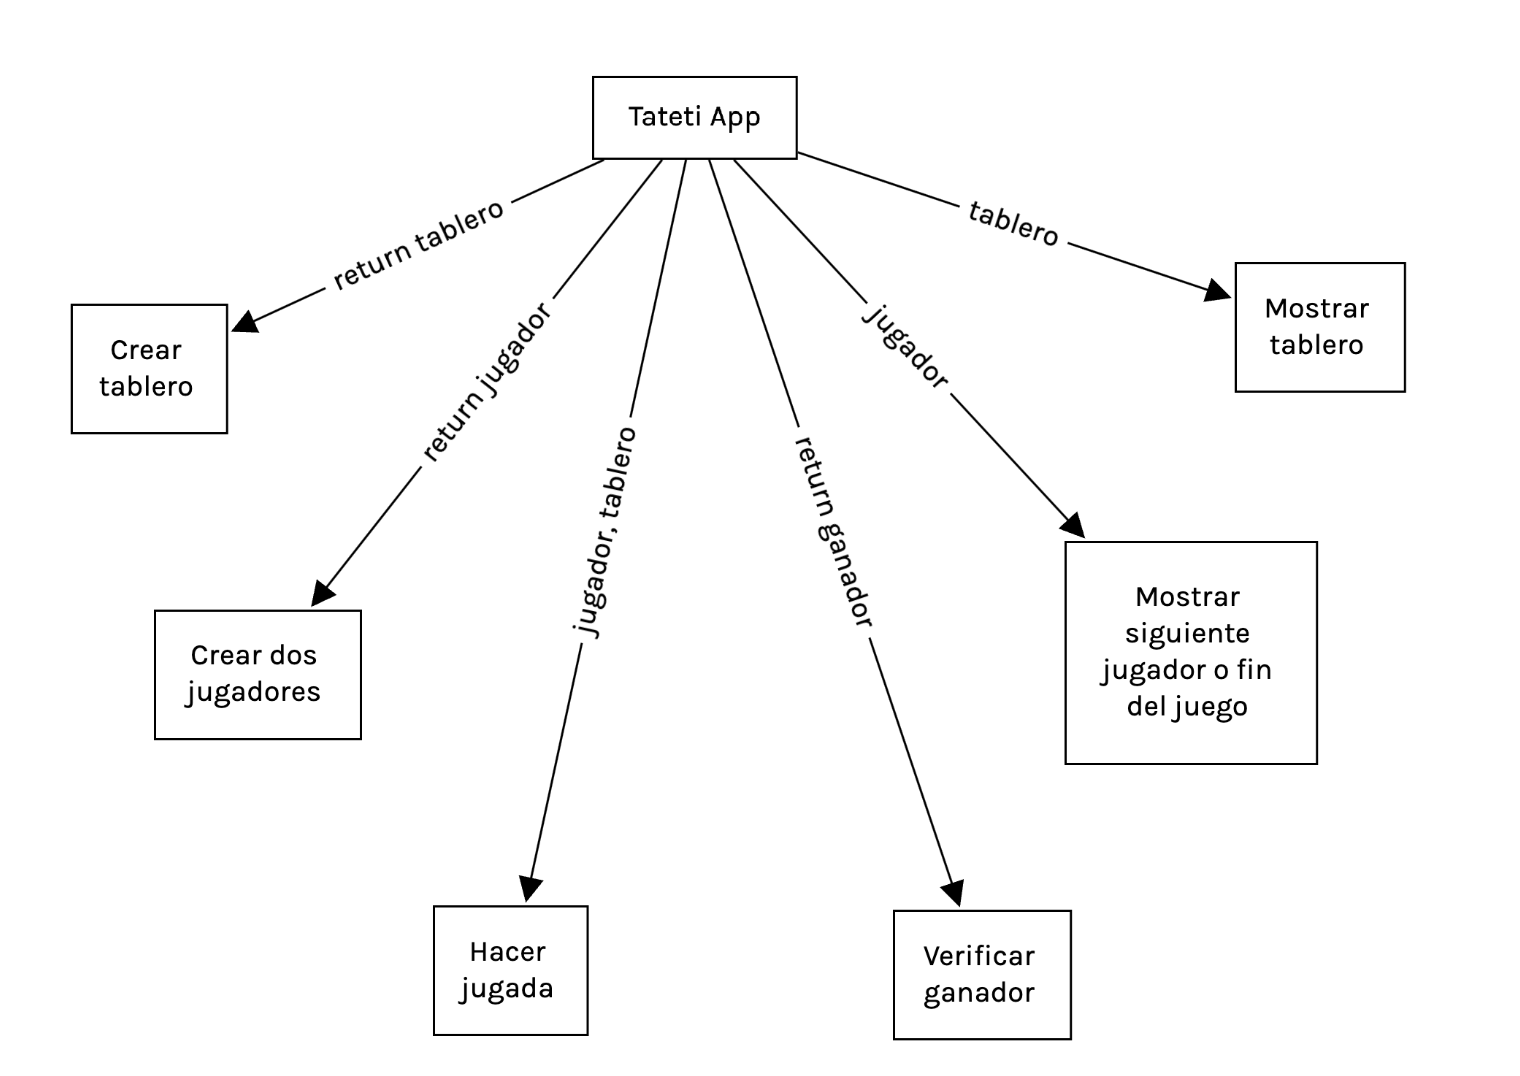 Tateti App
return tablero
tablero
Crear
tablero
Mostrar
tablero
return jugador
jugador
jugador, tablero
return ganador
Crear dos
jugadores
Mostrar
siguiente
jugador o fin
del juego
Hacer
jugada
Verificar
ganador